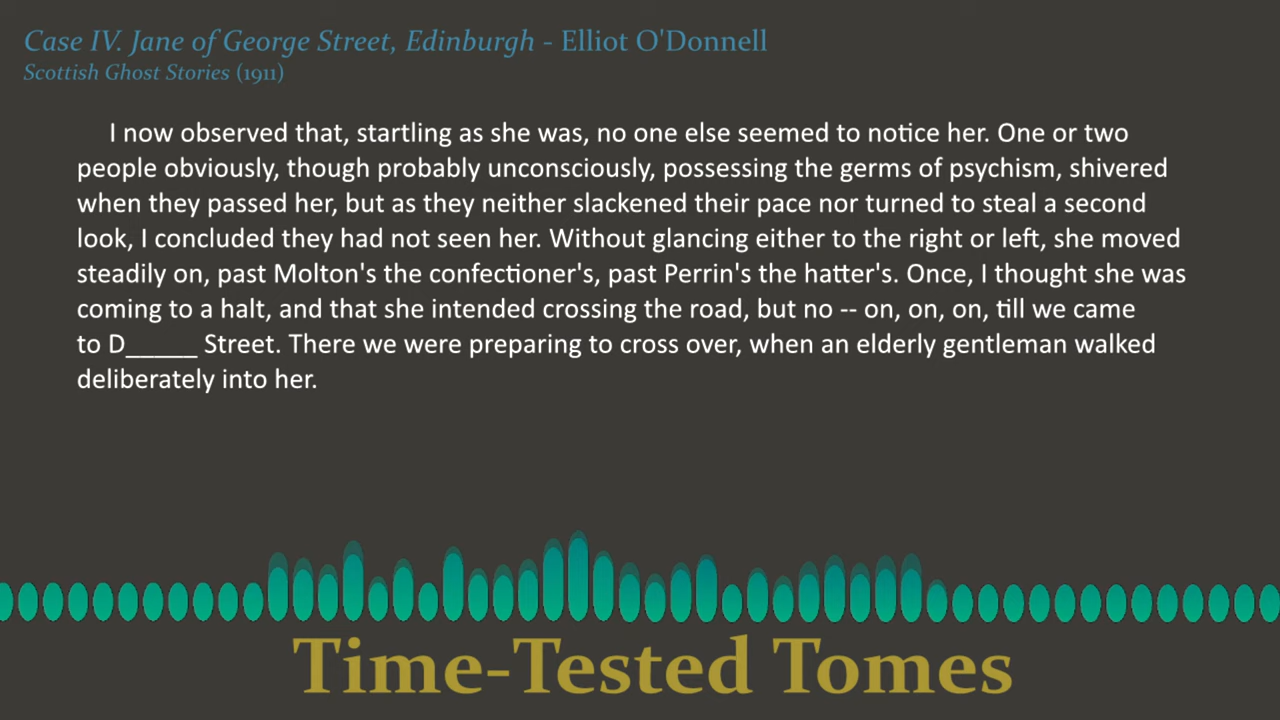 Case IV. Jane of George Street, Edinburgh - Elliot O'Donnell
Scottish Ghost Stories (1911)
I now observed that, startling as she was, no one else seemed to notice her. One or two
people obviously, though probably unconsciously, possessing the germs of psychism, shivered
when they passed her, but as they neither slackened their pace nor turned to steal a second
look, I concluded they had not seen her. Without glancing either to the right or left, she moved
steadily on, past Molton's the confectioner's, past Perrin's the hatter's. Once, I thought she was
coming to a halt, and that she intended crossing the road, but no -- on, on, on, till we came
to D_____ Street. There we were preparing to cross over, when an elderly gentleman walked
deliberately into her.
Time-Tested Tomes